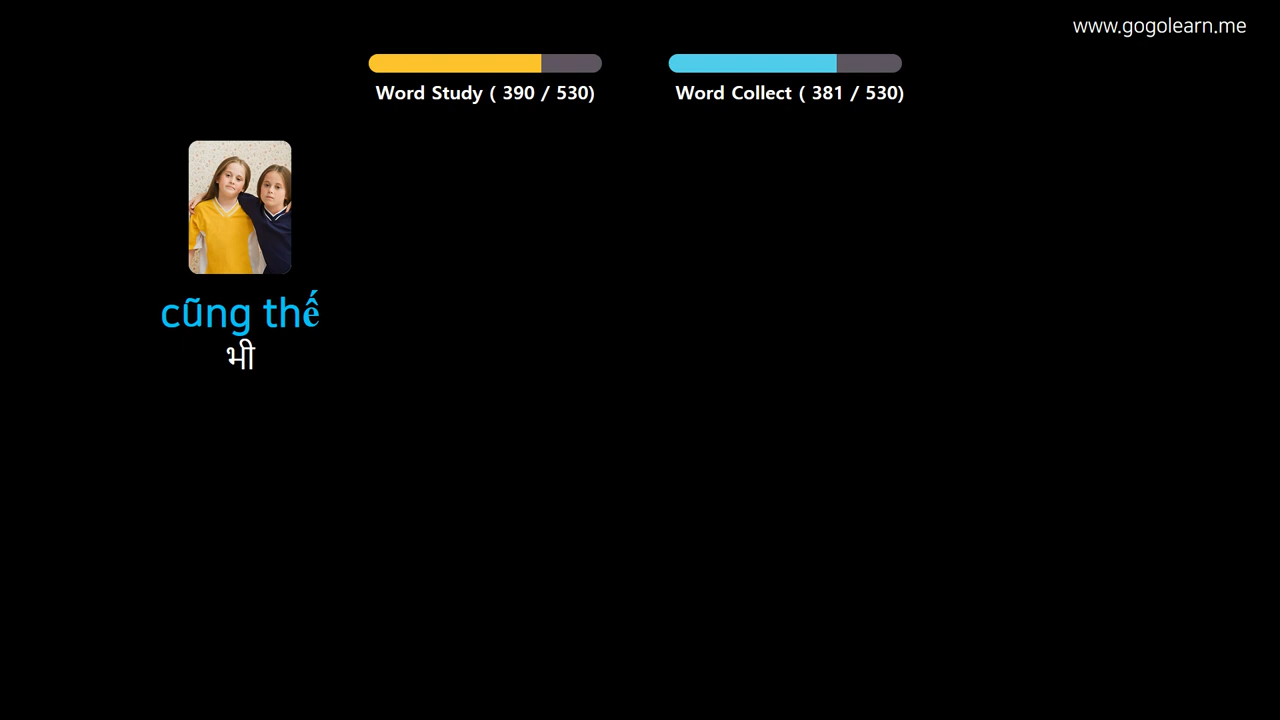 www.gogolearn.me
Word Study ( 390 / 530)
Word Collect ( 381 / 530)
cũng thế
भी